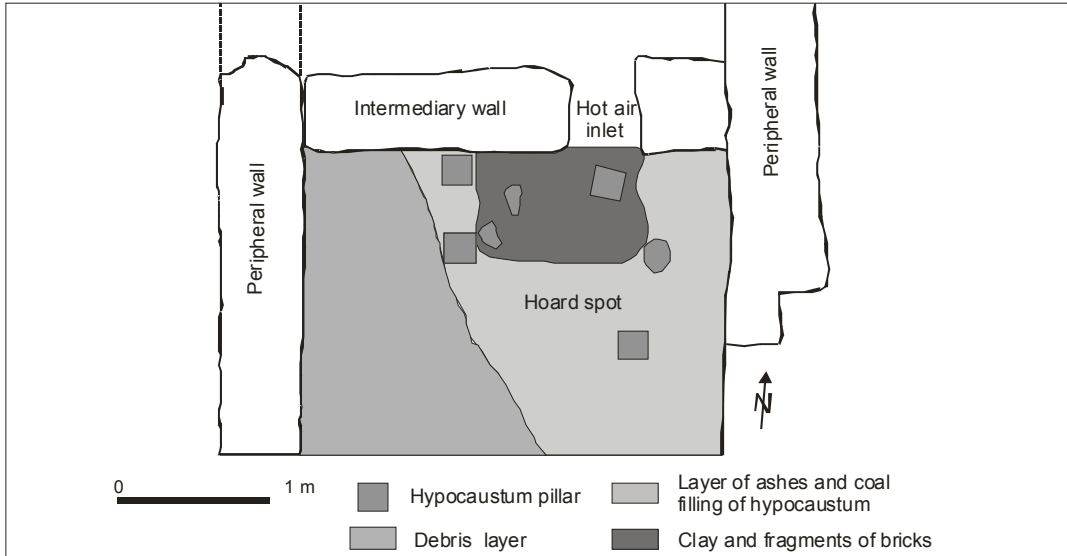 Peripheral wall
Intermediary wall
Hot air
inlet
Peripheral wall
Hoard spot
N
0
1 m
Hypocaustum pillar
Layer of ashes and coal
filling of hypocaustum
Debris layer
Clay and fragments of bricks